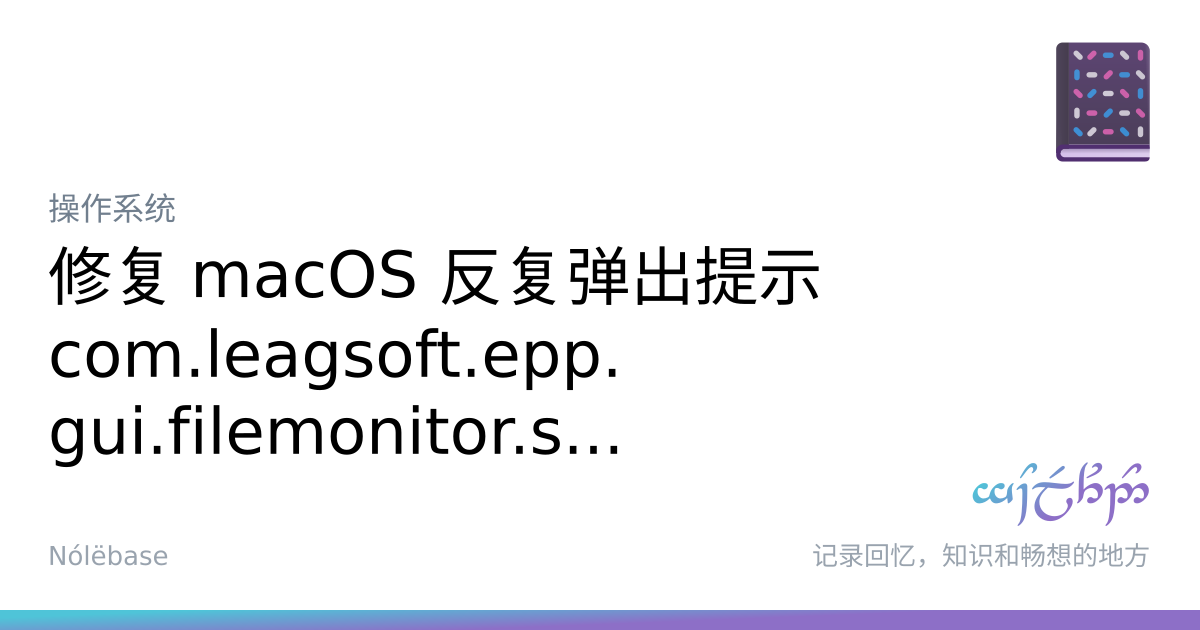 操作系统
修复 macOS 反复弹出提示
com.leagsoft.epp.
gui.filemonitor.s...
Nólëbase
记录回忆，知识和畅想的地方